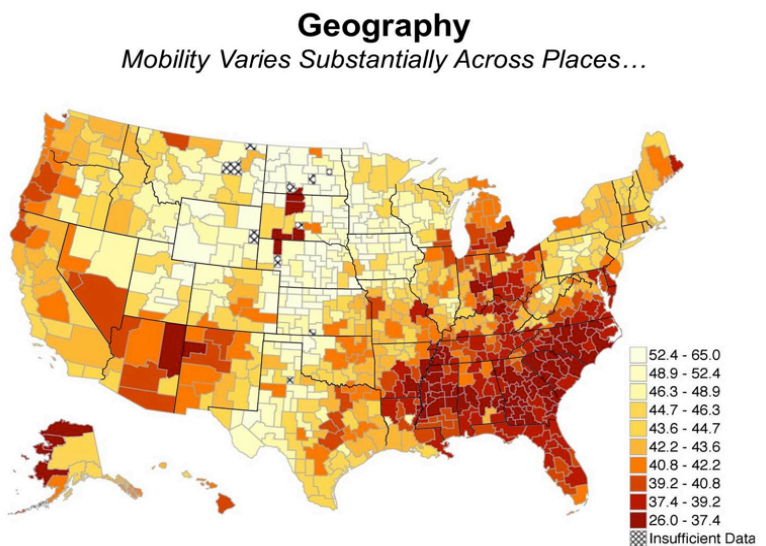 Geography
Mobility Varies Substantially Across Places…
52.4 - 65.0
48.9 - 52.4
46.3 - 48.9
44.7 - 46.3
43.6 - 44.7
42.2 - 43.6
40.8 - 42.2
39.2 - 40.8
37.4 - 39.2
26.0 - 37.4
Insufficient Data